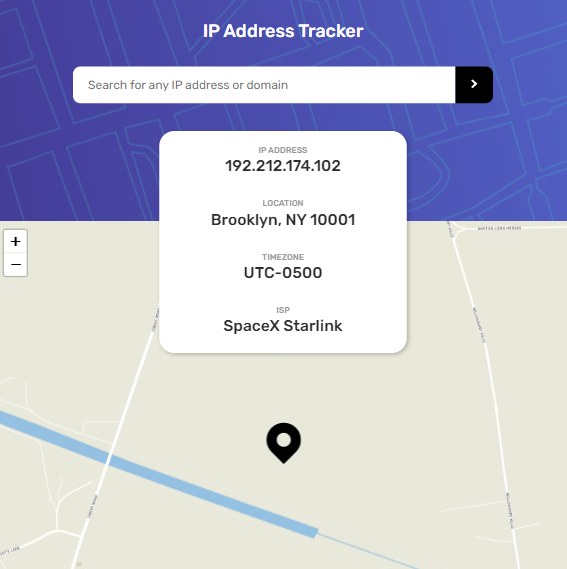 IP Address Tracker
Search for any IP address or domain
IP ADDRESS
192.212.174.102
LOCATION
Brooklyn, NY 10001
TIMEZONE
UTC-0500
ISP
SpaceX Starlink
+
−